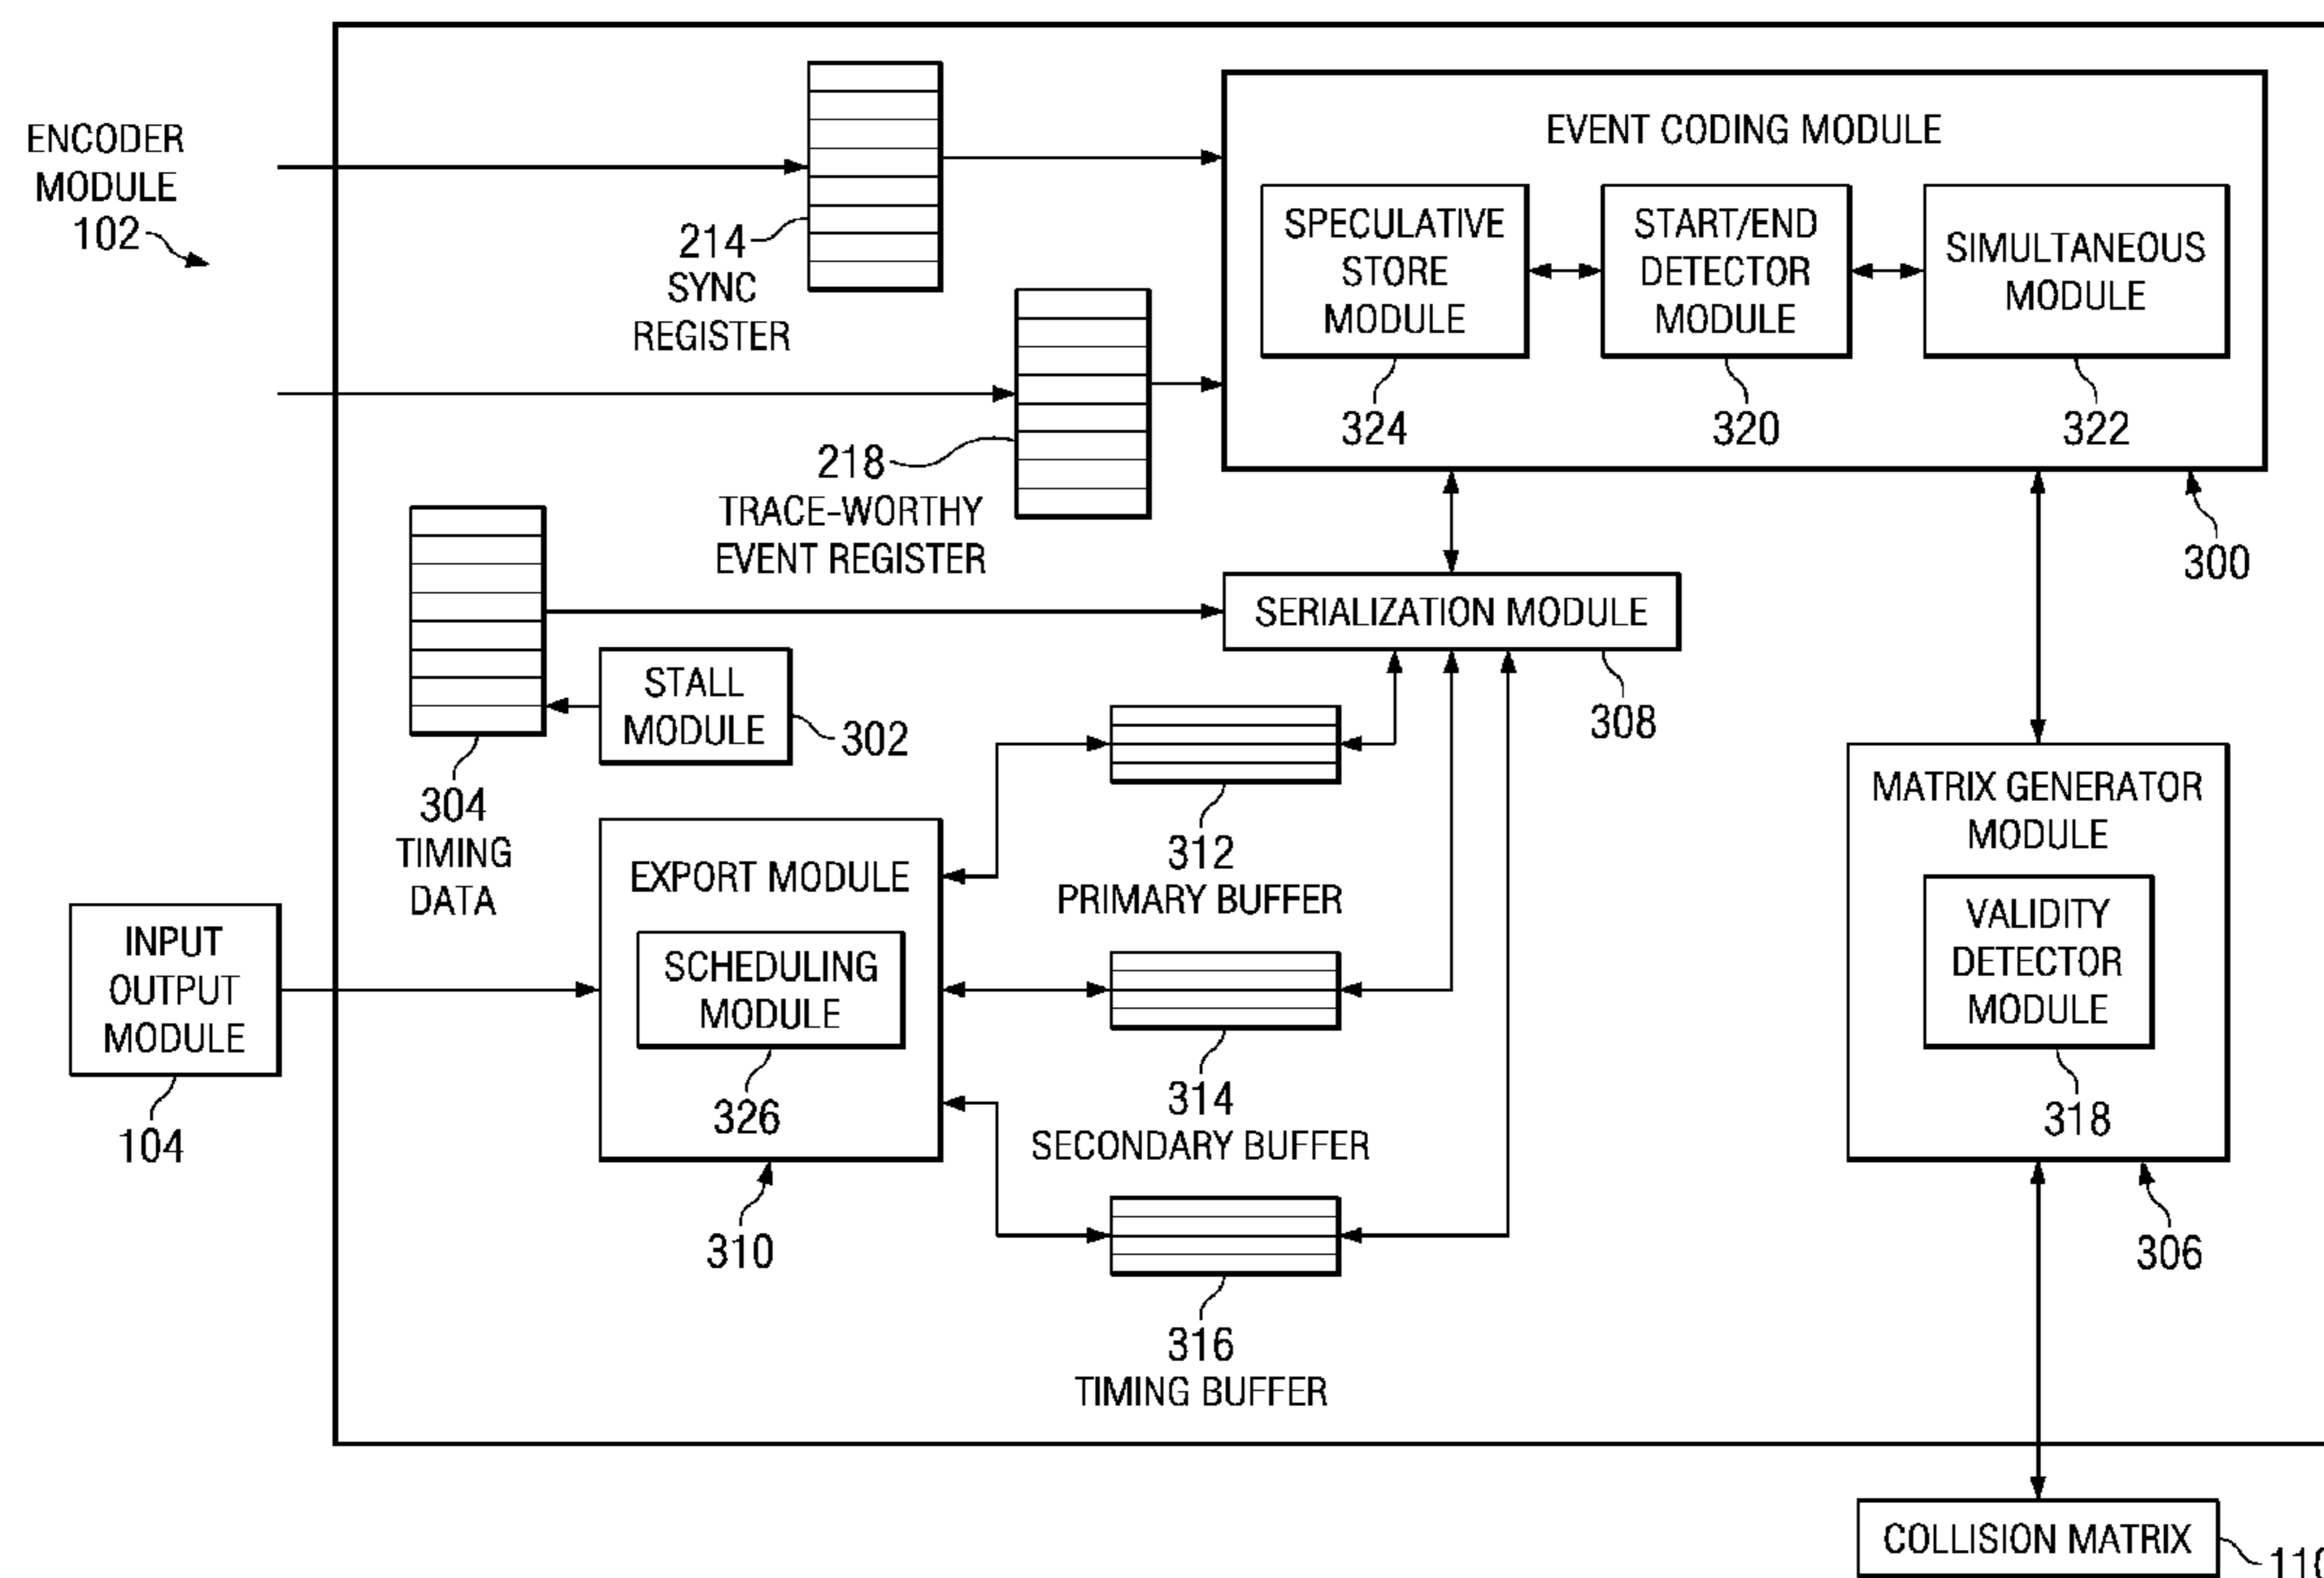 ENCODER
MODULE
102
214
SYNC
REGISTER
218
TRACE-WORTHY
EVENT REGISTER
EVENT CODING MODULE
SPECULATIVE
STORE
MODULE
324
START/END
DETECTOR
MODULE
320
SIMULTANEOUS
MODULE
322
300
SERIALIZATION MODULE
308
304
TIMING
DATA
STALL
MODULE
302
INPUT
OUTPUT
MODULE
104
EXPORT MODULE
SCHEDULING
MODULE
326
310
312
PRIMARY BUFFER
314
SECONDARY BUFFER
316
TIMING BUFFER
MATRIX GENERATOR
MODULE
VALIDITY
DETECTOR
MODULE
318
306
COLLISION MATRIX